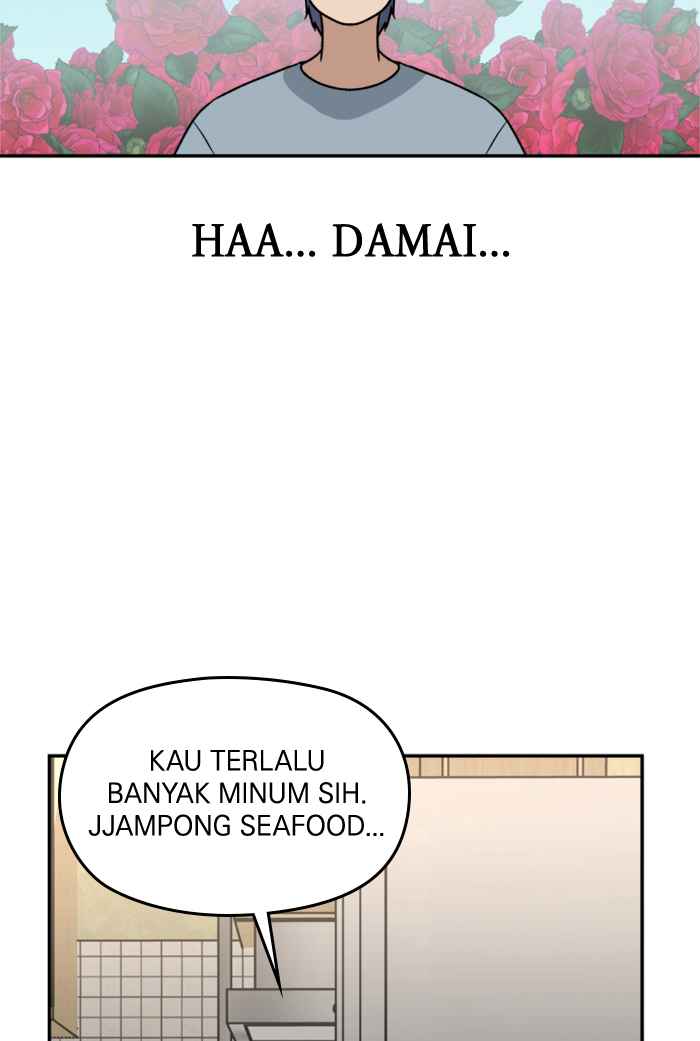 HAA... DAMAI...
KAU TERLALU
BANYAK MINUM SIH.
JJAMPONG SEAFOOD...